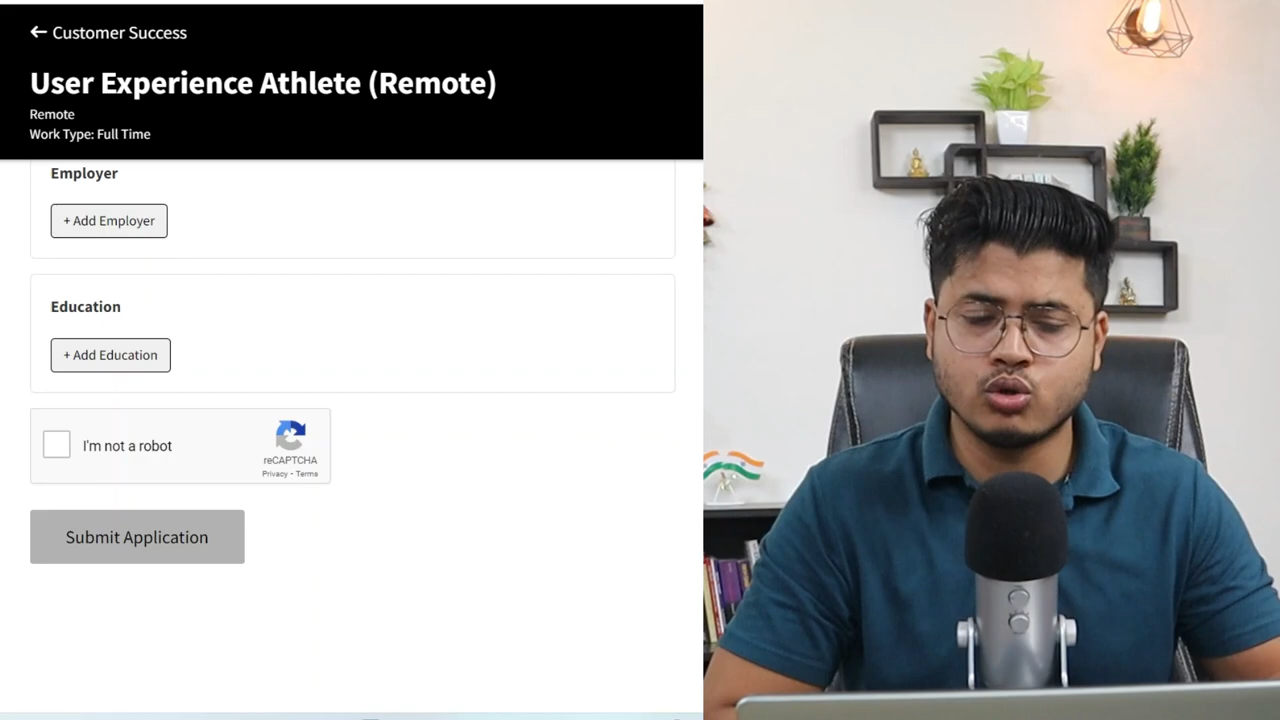 ← Customer Success
User Experience Athlete (Remote)
Remote
Work Type: Full Time
Employer
+ Add Employer
Education
+ Add Education
I'm not a robot
reCAPTCHA
Privacy - Terms
Submit Application